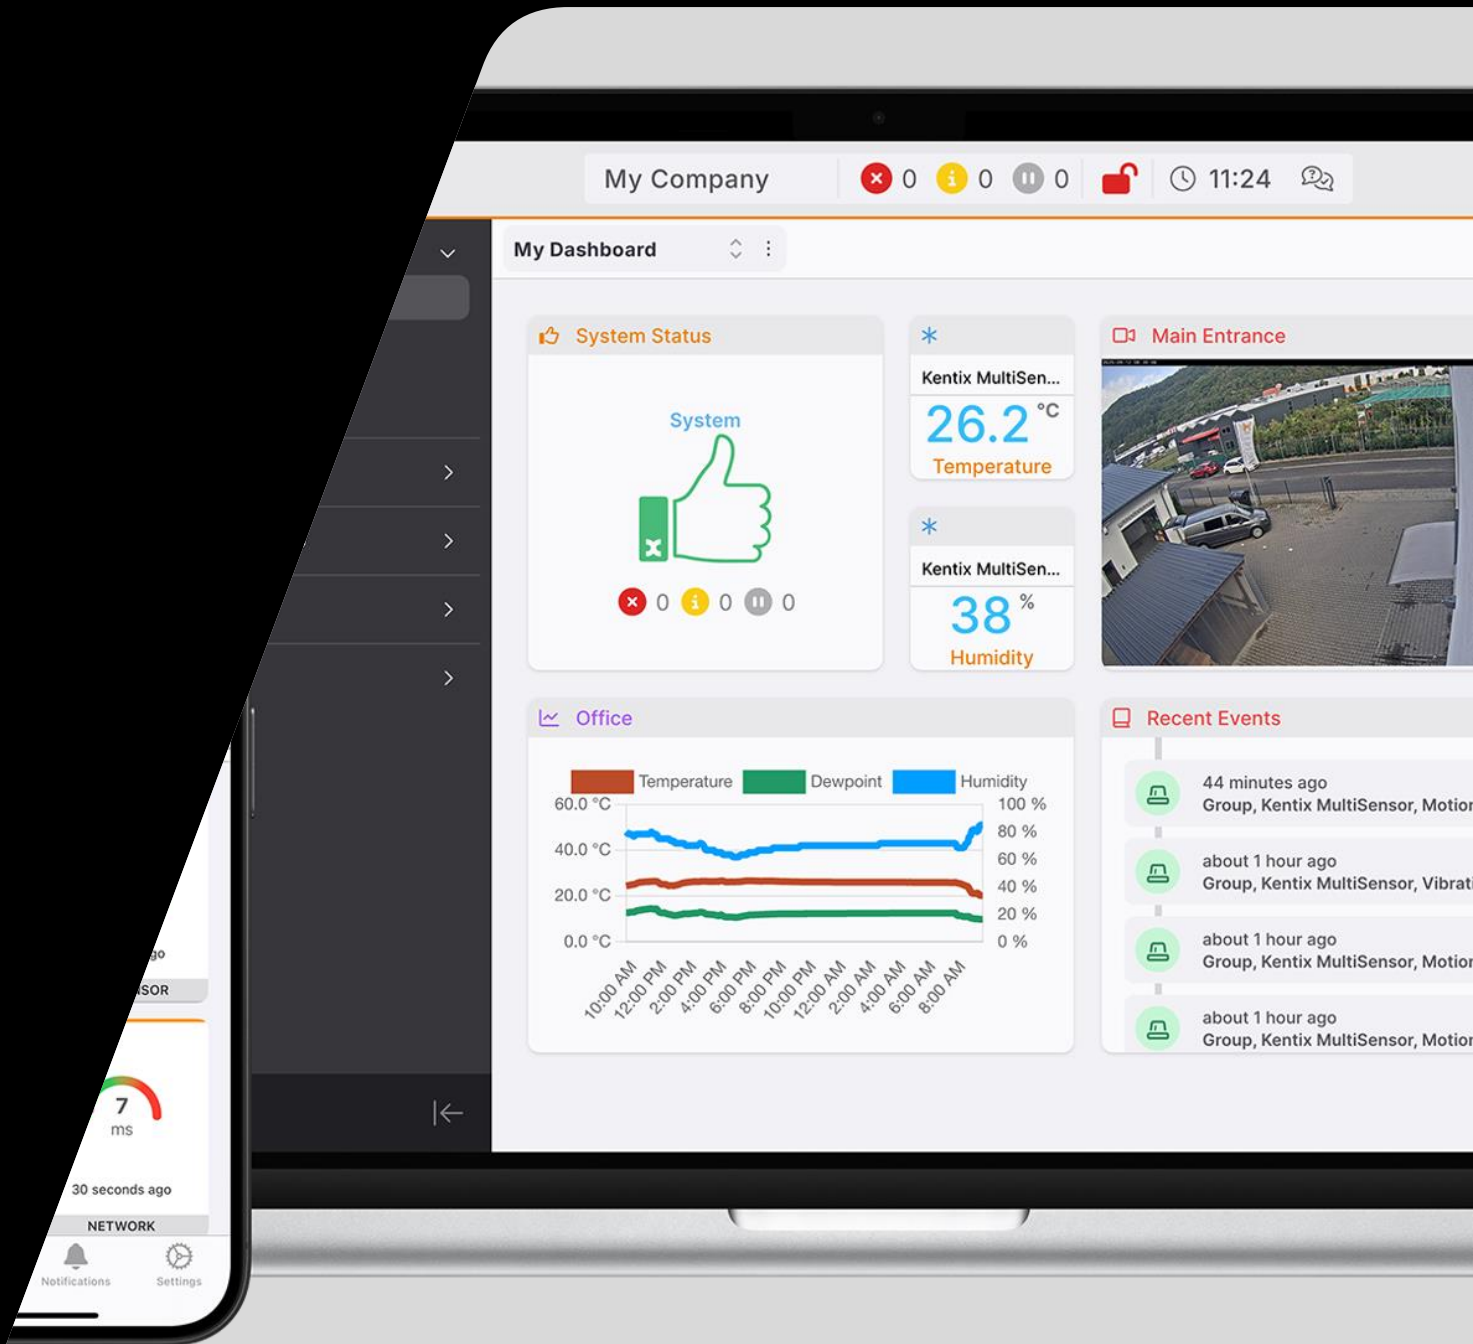 My Company
0
0
0
11:24
My Dashboard
System Status
System
0 0 0
Kentix MultiSen...
26.2 °C
Temperature
Kentix MultiSen...
38 %
Humidity
Main Entrance
Office
Temperature Dewpoint Humidity
60.0 °C
40.0 °C
20.0 °C
0.0 °C
100 %
80 %
60 %
40 %
20 %
0 %
10:00 AM
12:00 PM
2:00 PM
4:00 PM
6:00 PM
8:00 PM
10:00 PM
12:00 AM
2:00 AM
4:00 AM
6:00 AM
8:00 AM
Recent Events
44 minutes ago
Group, Kentix MultiSensor, Motion
about 1 hour ago
Group, Kentix MultiSensor, Vibrati
about 1 hour ago
Group, Kentix MultiSensor, Motion
about 1 hour ago
Group, Kentix MultiSensor, Motion
go
SOR
7
ms
30 seconds ago
NETWORK
Notifications
Settings